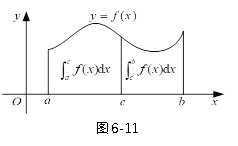 y
y = f(x)
∫_a^c f(x)dx ∫_c^b f(x)dx
O a c b x
图6-11